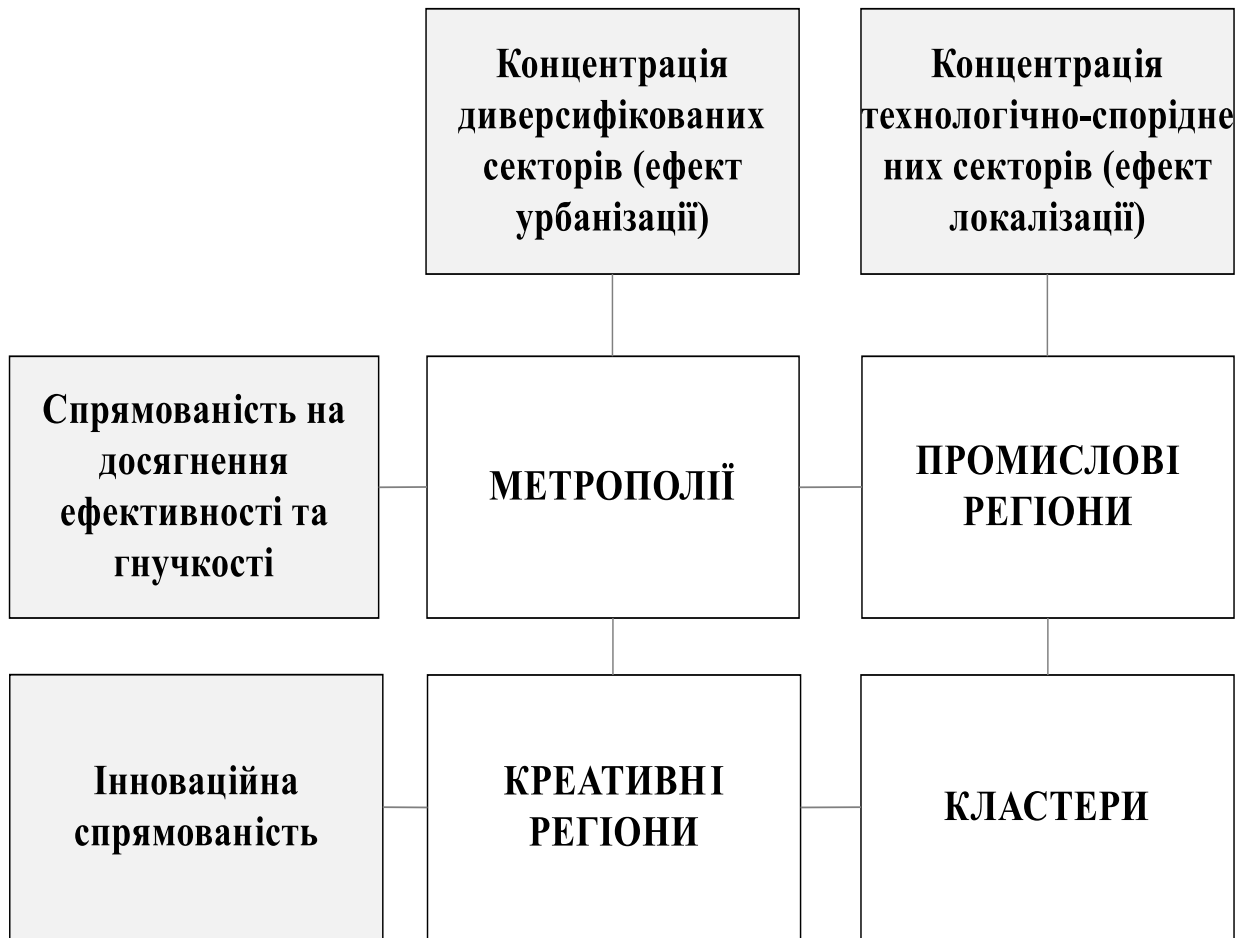 Концентрація
диверсифікованих
секторів (ефект
урбанізації)
Концентрація
технологічно-спорідне
них секторів (ефект
локалізації)
Спрямованість на
досягнення
ефективності та
гнучкості
МЕТРОПОЛІЇ
ПРОМИСЛОВІ
РЕГІОНИ
Інноваційна
спрямованість
КРЕАТИВНІ
РЕГІОНИ
КЛАСТЕРИ